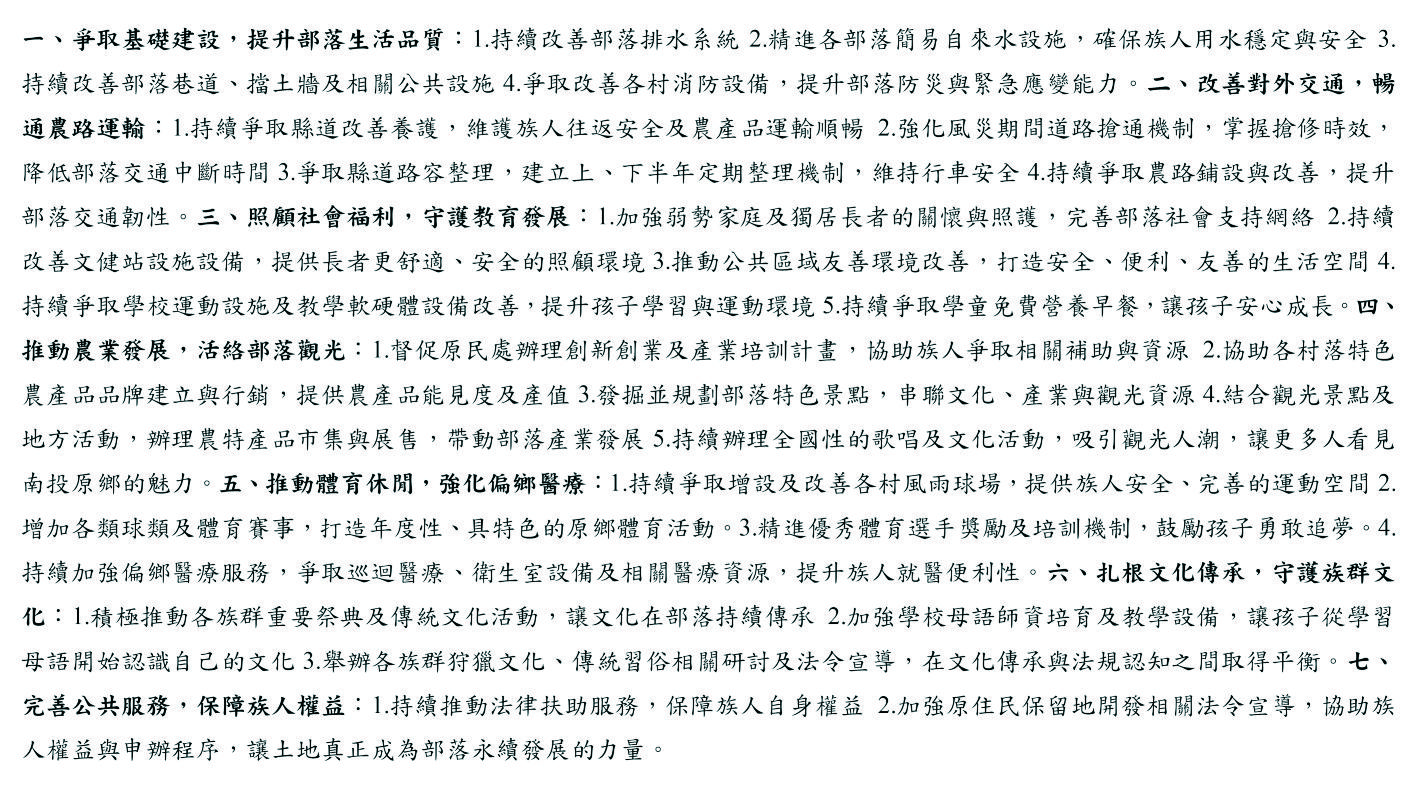 一、爭取基礎建設，提升部落生活品質：1.持續改善部落排水系統 2.精進各部落簡易自來水設施，確保族人用水穩定與安全 3.
持續改善部落巷道、擋土牆及相關公共設施 4.爭取改善各村消防設備，提升部落防災與緊急應變能力。二、改善對外交通，暢
通農路運輸：1.持續爭取縣道改善養護，維護族人往返安全及農產品運輸順暢 2.強化風災期間道路搶通機制，掌握搶修時效，
降低部落交通中斷時間 3.爭取縣道路容整理，建立上、下半年定期整理機制，維持行車安全 4.持續爭取農路鋪設與改善，提升
部落交通韌性。三、照顧社會福利，守護教育發展：1.加強弱勢家庭及獨居長者的關懷與照護，完善部落社會支持網絡 2.持續
改善文健站設施設備，提供長者更舒適、安全的照顧環境 3.推動公共區域友善環境改善，打造安全、便利、友善的生活空間 4.
持續爭取學校運動設施及教學軟硬體設備改善，提升孩子學習與運動環境 5.持續爭取學童免費營養早餐，讓孩子安心成長。四、
推動農業發展，活絡部落觀光：1.督促原民處辦理創新創業及產業培訓計畫，協助族人爭取相關補助與資源 2.協助各村落特色
農產品品牌建立與行銷，提供農產品能見度及產值 3.發掘並規劃部落特色景點，串聯文化、產業與觀光資源 4.結合觀光景點及
地方活動，辦理農特產品市集與展售，帶動部落產業發展 5.持續辦理全國性的歌唱及文化活動，吸引觀光人潮，讓更多人看見
南投原鄉的魅力。五、推動體育休閒，強化偏鄉醫療：1.持續爭取增設及改善各村風雨球場，提供族人安全、完善的運動空間 2.
增加各類球類及體育賽事，打造年度性、具特色的原鄉體育活動。3.精進優秀體育選手獎勵及培訓機制，鼓勵孩子勇敢追夢。4.
持續加強偏鄉醫療服務，爭取巡迴醫療、衛生室設備及相關醫療資源，提升族人就醫便利性。六、扎根文化傳承，守護族群文
化：1.積極推動各族群重要祭典及傳統文化活動，讓文化在部落持續傳承 2.加強學校母語師資培育及教學設備，讓孩子從學習
母語開始認識自己的文化 3.舉辦各族群狩獵文化、傳統習俗相關研討及法令宣導，在文化傳承與法規認知之間取得平衡。七、
完善公共服務，保障族人權益：1.持續推動法律扶助服務，保障族人自身權益 2.加強原住民保留地開發相關法令宣導，協助族
人權益與申辦程序，讓土地真正成為部落永續發展的力量。